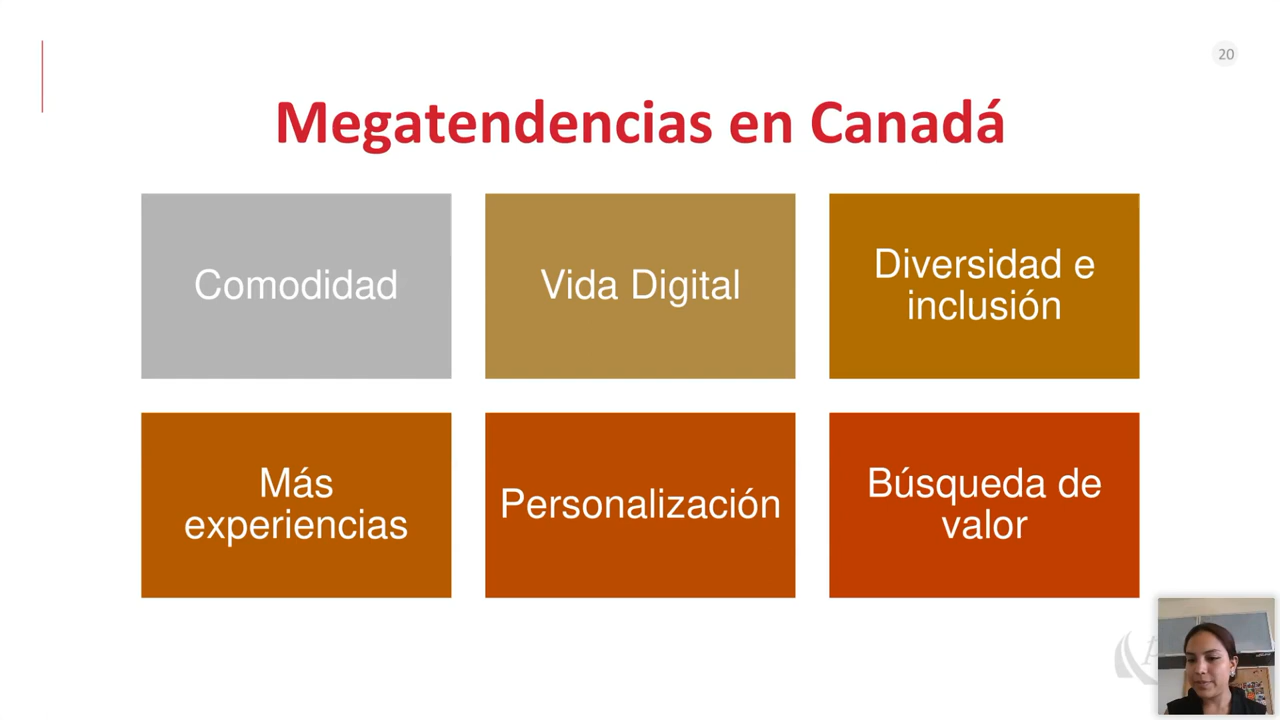 20
Megatendencias en Canadá
Comodidad
Vida Digital
Diversidad e
inclusión
Más
experiencias
Personalización
Búsqueda de
valor